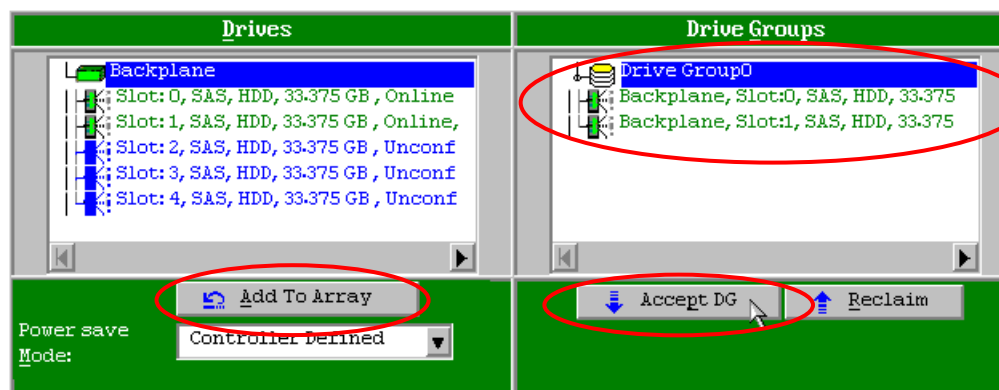 Drives
Drive Groups
Backplane
Slot: 0, SAS, HDD, 33.375 GB , Online
Slot: 1, SAS, HDD, 33.375 GB , Online,
Slot: 2, SAS, HDD, 33.375 GB , Unconf
Slot: 3, SAS, HDD, 33.375 GB , Unconf
Slot: 4, SAS, HDD, 33.375 GB , Unconf
Drive Group0
Backplane, Slot:0, SAS, HDD, 33.375
Backplane, Slot:1, SAS, HDD, 33.375
Add To Array
Accept DG
Reclaim
Power save
Mode:
Controller Defined